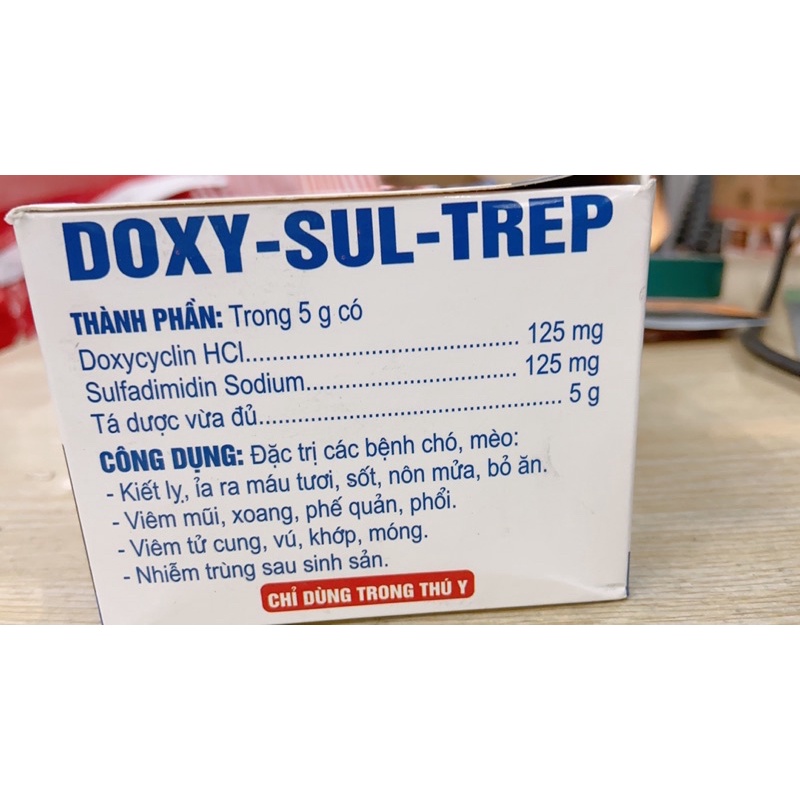 DOXY-SUL-TREP
THÀNH PHẦN: Trong 5 g có
Doxycyclin HCl........................................ 125 mg
Sulfadimidin Sodium............................... 125 mg
Tá dược vừa đủ............................................. 5 g
CÔNG DỤNG: Đặc trị các bệnh chó, mèo:
- Kiết lỵ, ỉa ra máu tươi, sốt, nôn mửa, bỏ ăn.
- Viêm mũi, xoang, phế quản, phổi.
- Viêm tử cung, vú, khớp, móng.
- Nhiễm trùng sau sinh sản.
CHỈ DÙNG TRONG THÚ Y